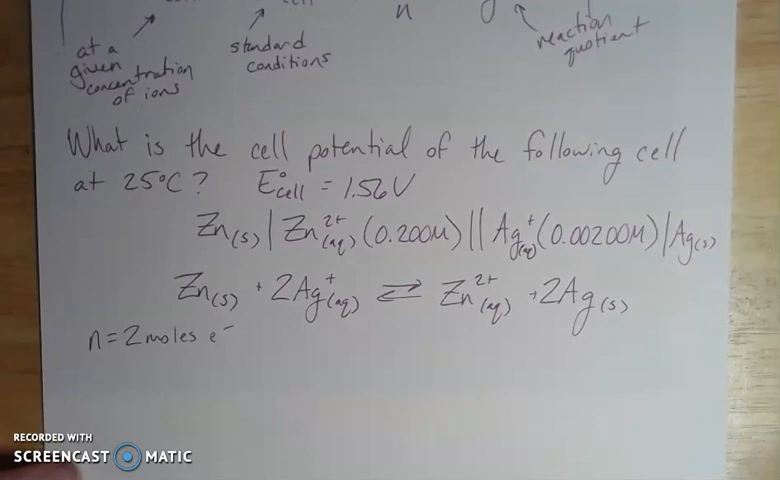 n
at a
given
concentration
of ions
standard
conditions
reaction
quotient
What is the cell potential of the following cell
at 25°C? E°cell = 1.56V
Zn(s) | Zn2+(aq) (0.200M) || Ag+(aq) (0.00200M) | Ag(s)
Zn(s) + 2Ag+(aq) ⇌ Zn2+(aq) + 2Ag(s)
n = 2 moles e-
RECORDED WITH
SCREENCAST MATIC